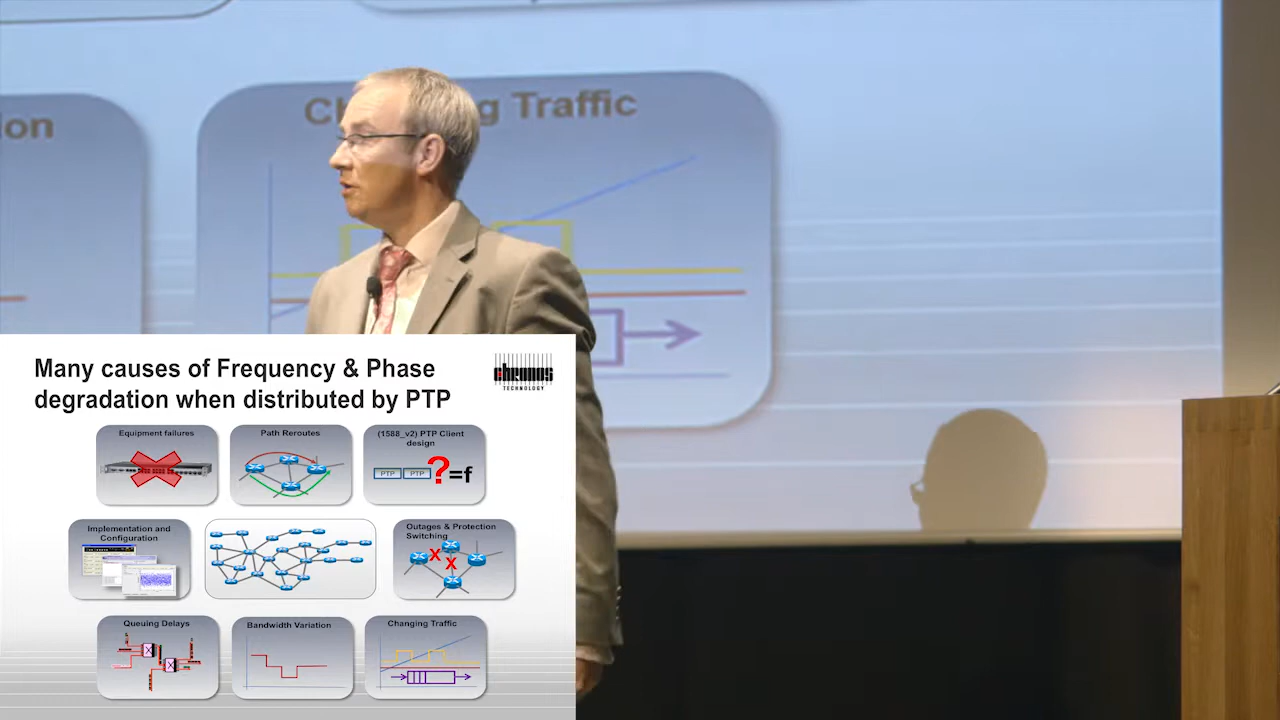 ion
Ch
g Traffic
Many causes of Frequency & Phase
degradation when distributed by PTP
chronos
TECHNOLOGY
Equipment failures
Path Reroutes
(1588_v2) PTP Client
design
PTP PTP ?=f
Implementation and
Configuration
Outages & Protection
Switching
X
X
Queuing Delays
Bandwidth Variation
Changing Traffic